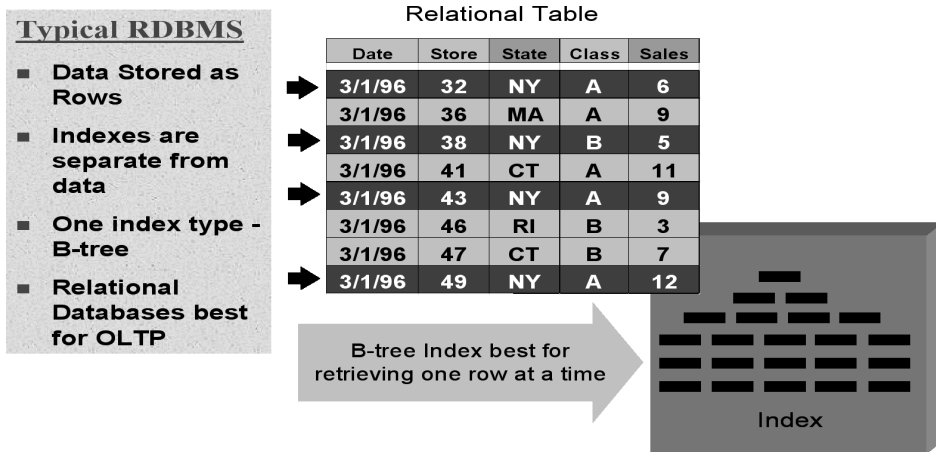 Typical RDBMS
Data Stored as
Rows
Indexes are
separate from
data
One index type -
B-tree
Relational
Databases best
for OLTP
Relational Table
Date Store State Class Sales
3/1/96 32 NY A 6
3/1/96 36 MA A 9
3/1/96 38 NY B 5
3/1/96 41 CT A 11
3/1/96 43 NY A 9
3/1/96 46 RI B 3
3/1/96 47 CT B 7
3/1/96 49 NY A 12
B-tree Index best for
retrieving one row at a time
Index